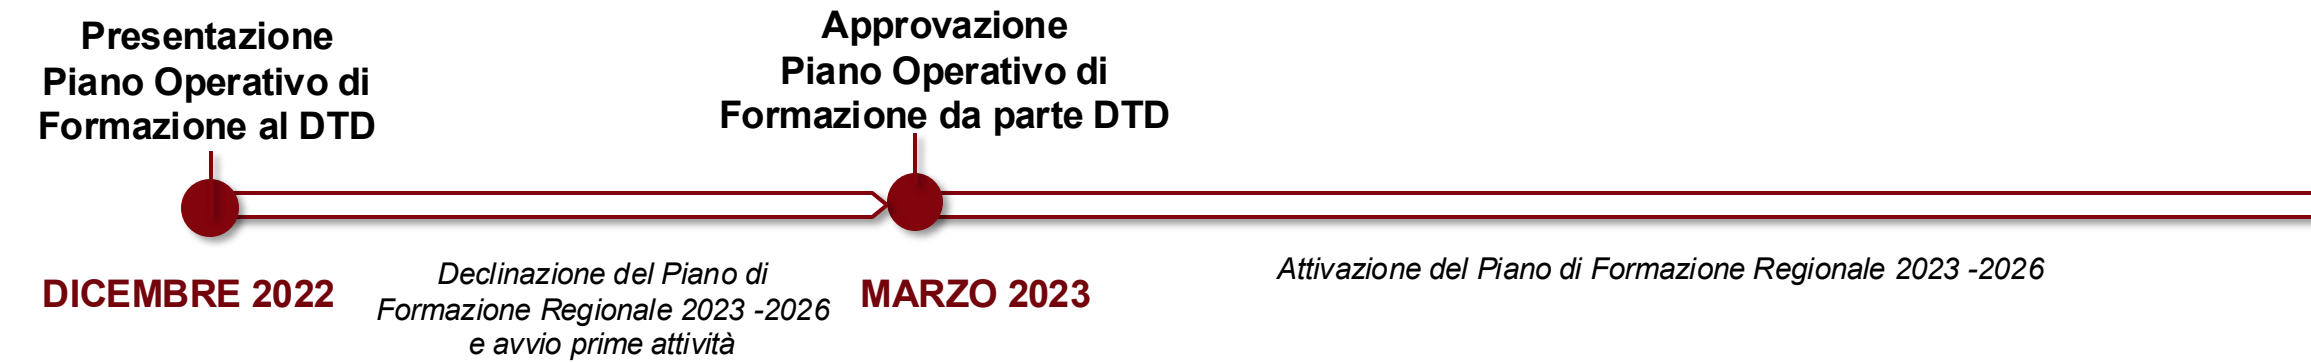 Presentazione
Piano Operativo di
Formazione al DTD
Approvazione
Piano Operativo di
Formazione da parte DTD
DICEMBRE 2022
Declinazione del Piano di
Formazione Regionale 2023 -2026
e avvio prime attività
MARZO 2023
Attivazione del Piano di Formazione Regionale 2023 -2026